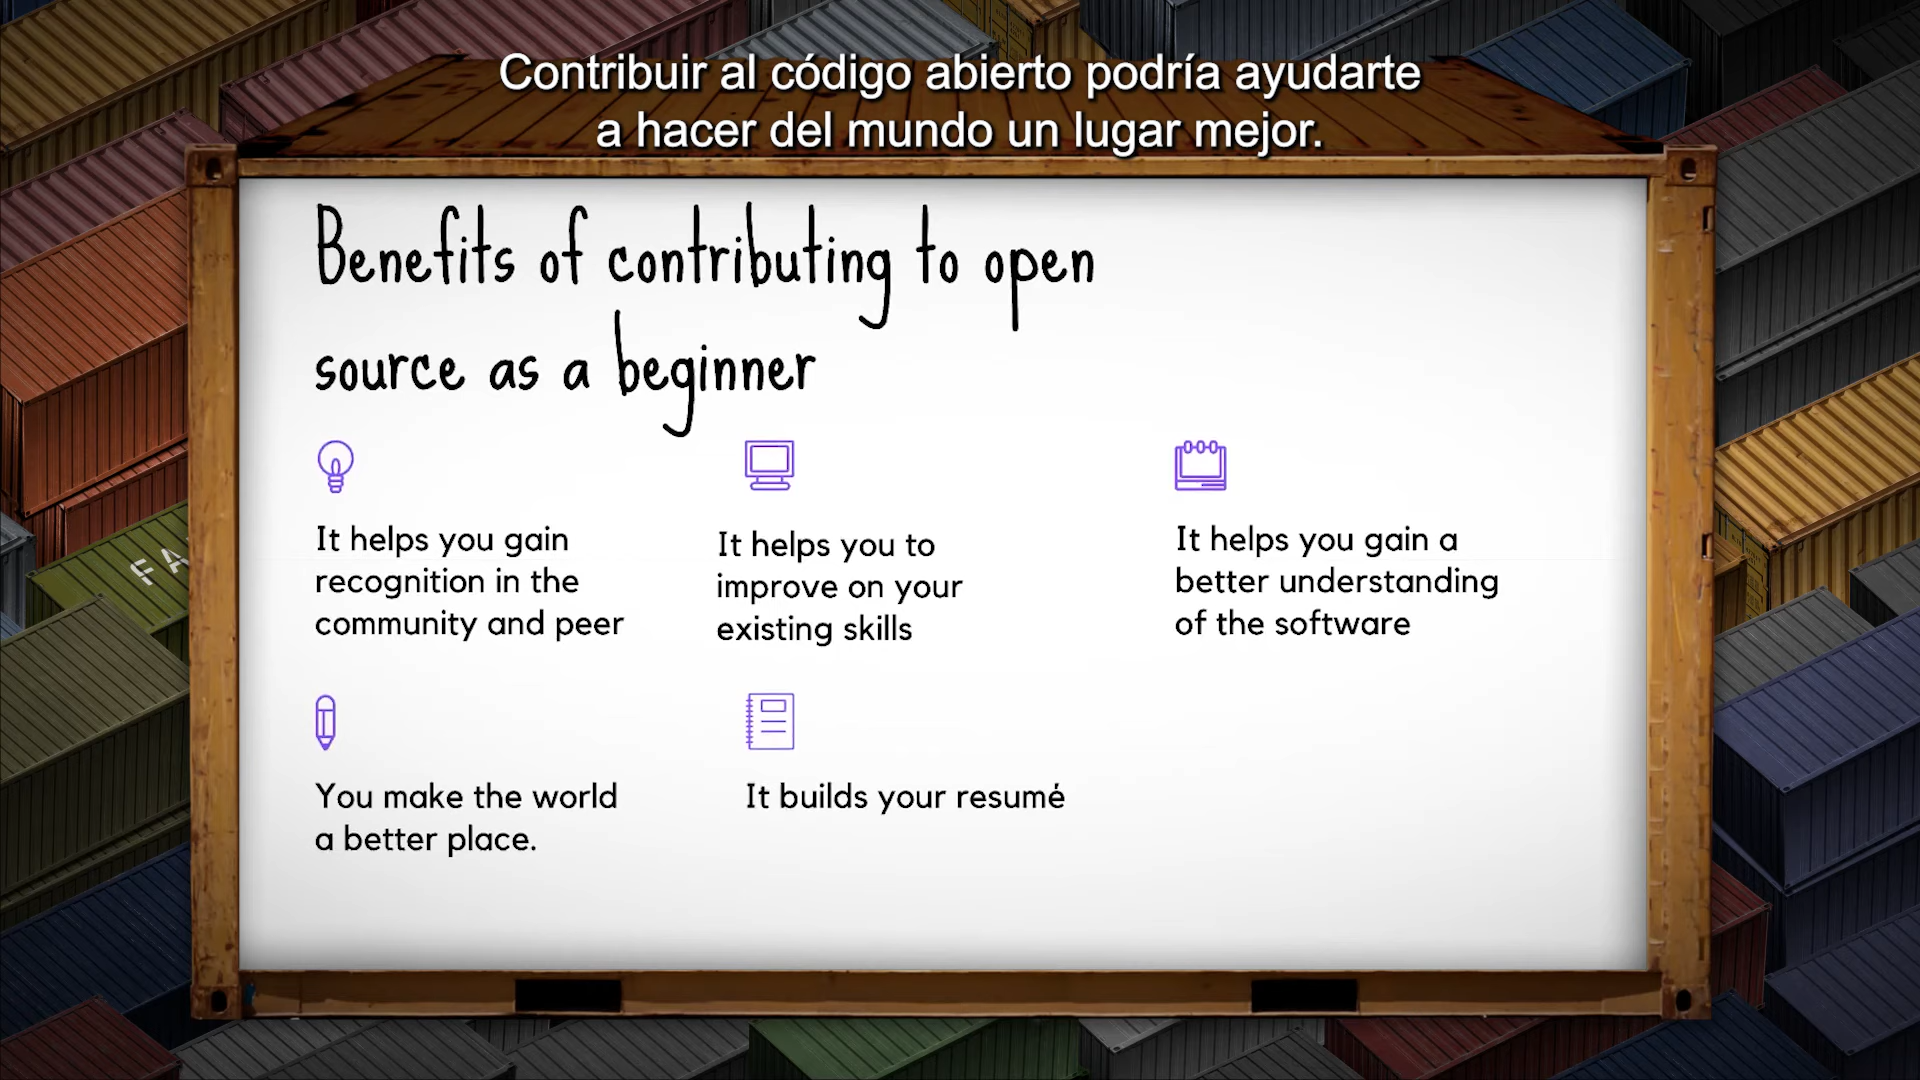 Contribuir al código abierto podría ayudarte
a hacer del mundo un lugar mejor.
Benefits of contributing to open
source as a beginner
It helps you gain
recognition in the
community and peer
It helps you to
improve on your
existing skills
It helps you gain a
better understanding
of the software
You make the world
a better place.
It builds your resumé
FA